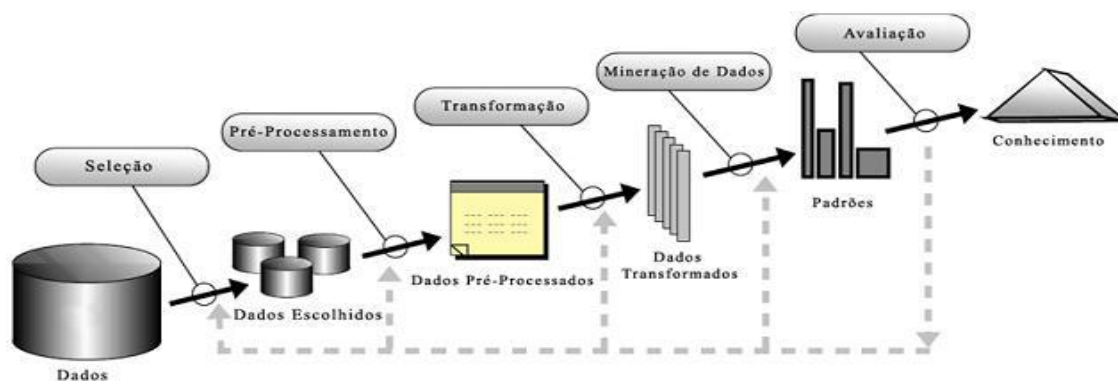 Avaliação
Mineração de Dados
Transformação
Pré-Processamento
Seleção
Conhecimento
Padrões
Dados
Transformados
Dados Pré-Processados
Dados Escolhidos
Dados